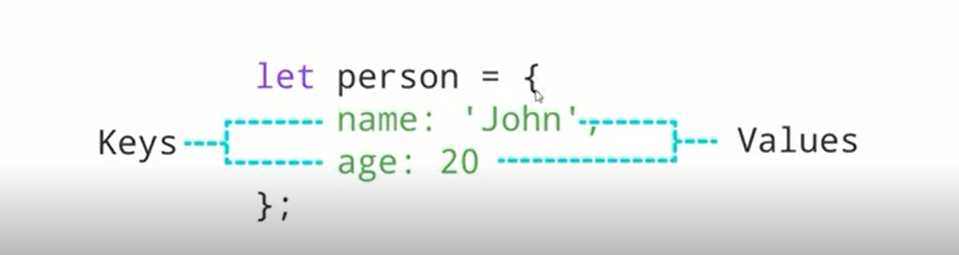 let person = {
name: 'John',
Keys
Values
age: 20
};